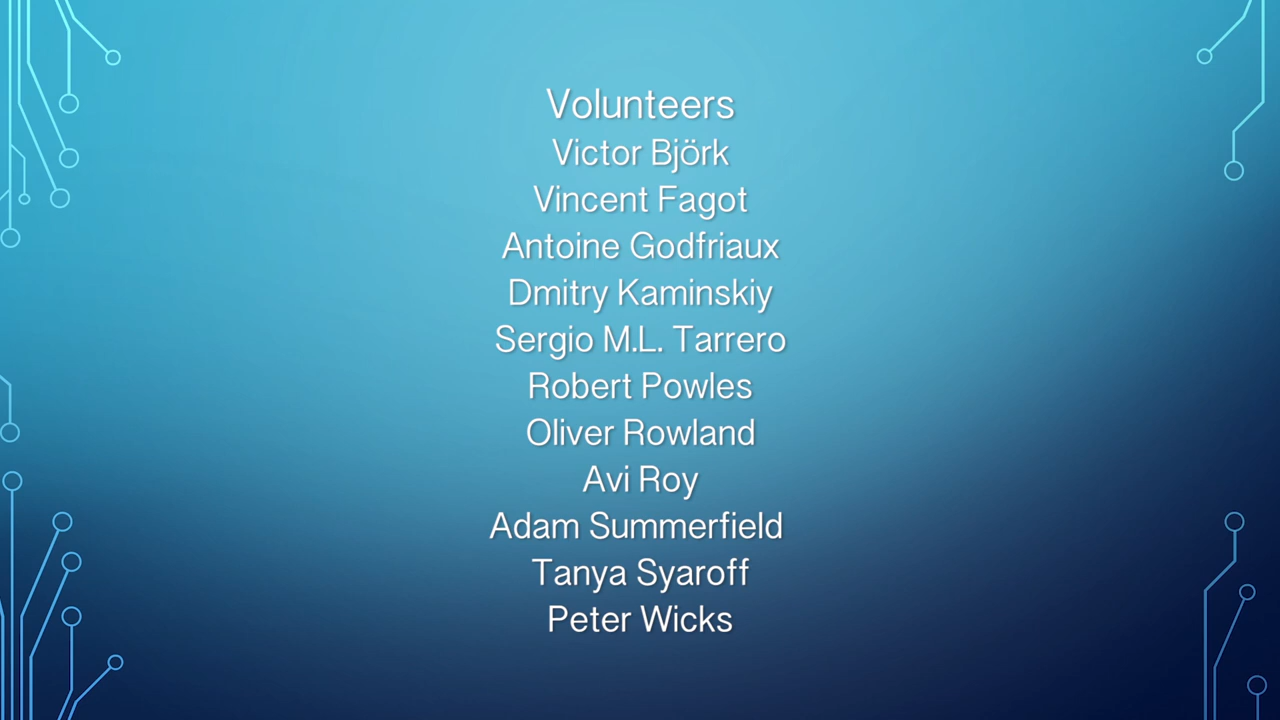 Volunteers
Victor Björk
Vincent Fagot
Antoine Godfriaux
Dmitry Kaminskiy
Sergio M.L. Tarrero
Robert Powles
Oliver Rowland
Avi Roy
Adam Summerfield
Tanya Syaroff
Peter Wicks